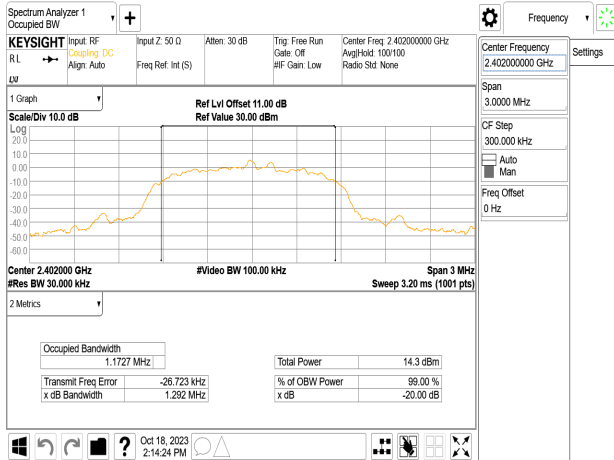 Spectrum Analyzer 1
Occupied BW
Frequency
KEYSIGHT
R L
Input: RF
Coupling: DC
Align: Auto
Input Z: 50 Ω
Freq Ref: Int (S)
Atten: 30 dB
Trig: Free Run
Gate: Off
#IF Gain: Low
Center Freq: 2.402000000 GHz
Avg|Hold: 100/100
Radio Std: None
Center Frequency
2.402000000 GHz
Settings
Span
3.0000 MHz
CF Step
300.000 kHz
Auto
Man
Freq Offset
0 Hz
1 Graph
Scale/Div 10.0 dB
Ref Lvl Offset 11.00 dB
Ref Value 30.00 dBm
Log
20.0
10.0
0.00
-10.0
-20.0
-30.0
-40.0
-50.0
-60.0
Center 2.402000 GHz
#Res BW 30.000 kHz
#Video BW 100.00 kHz
Span 3 MHz
Sweep 3.20 ms (1001 pts)
2 Metrics
Occupied Bandwidth
1.1727 MHz
Total Power 14.3 dBm
Transmit Freq Error -26.723 kHz
% of OBW Power 99.00 %
x dB Bandwidth 1.292 MHz
x dB -20.00 dB
?
Oct 18, 2023
2:14:24 PM